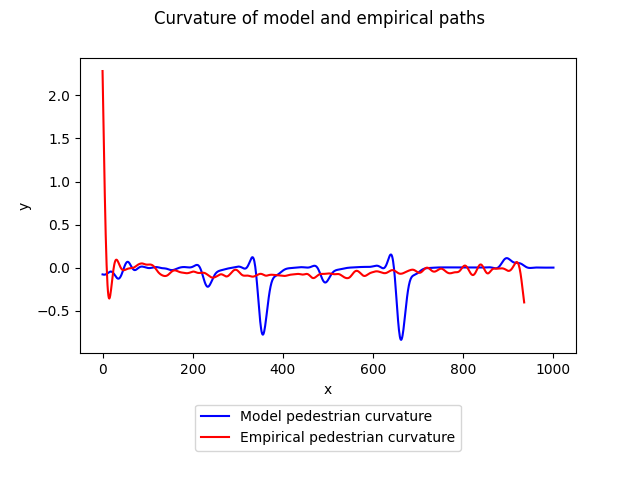 Curvature of model and empirical paths
2.0
1.5
1.0
0.5
0.0
−0.5
y
0 200 400 600 800 1000
x
Model pedestrian curvature
Empirical pedestrian curvature